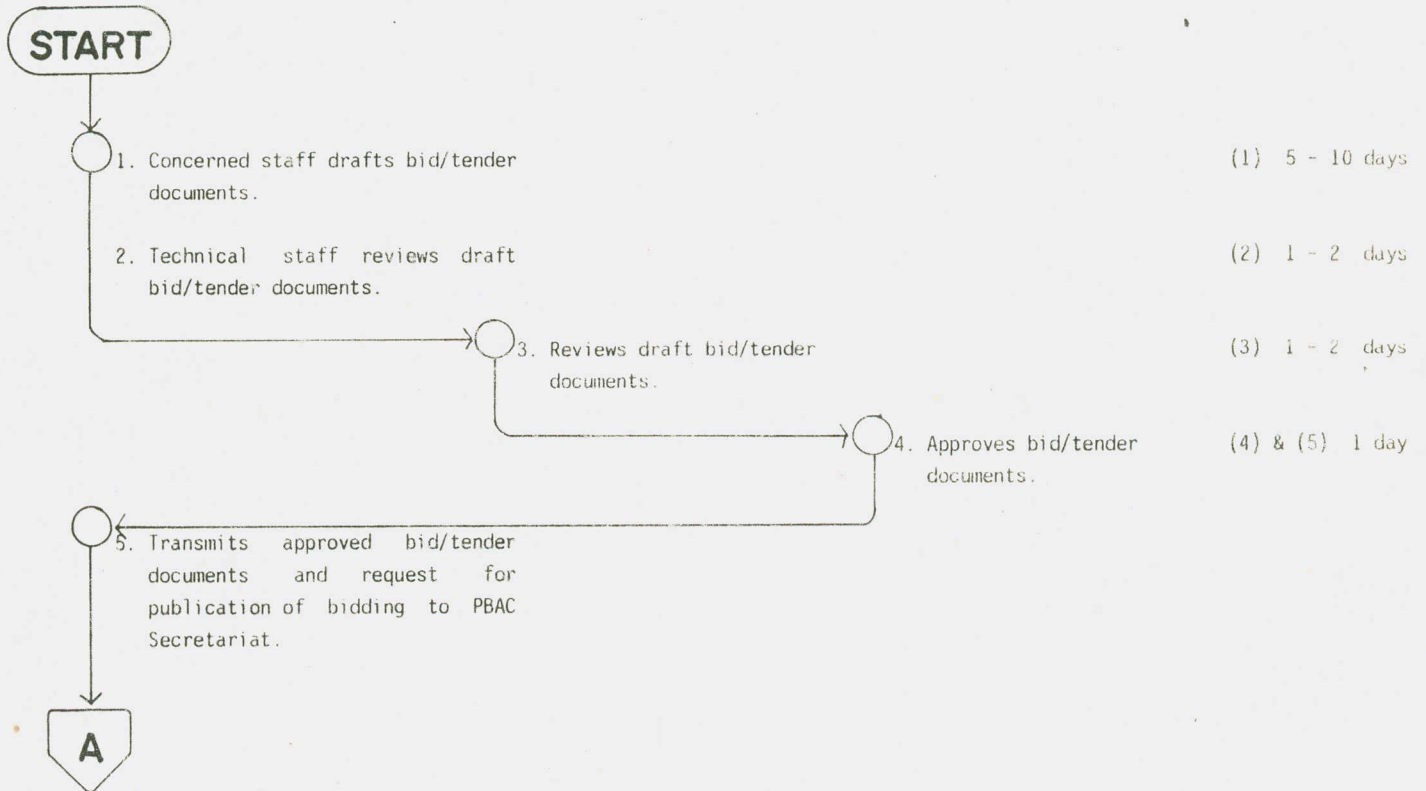 START
1. Concerned staff drafts bid/tender
documents.
(1) 5 - 10 days
2. Technical staff reviews draft
bid/tender documents.
(2) 1 - 2 days
3. Reviews draft bid/tender
documents.
(3) 1 - 2 days
4. Approves bid/tender
documents.
(4) & (5) 1 day
5. Transmits approved bid/tender
documents and request for
publication of bidding to PBAC
Secretariat.
A